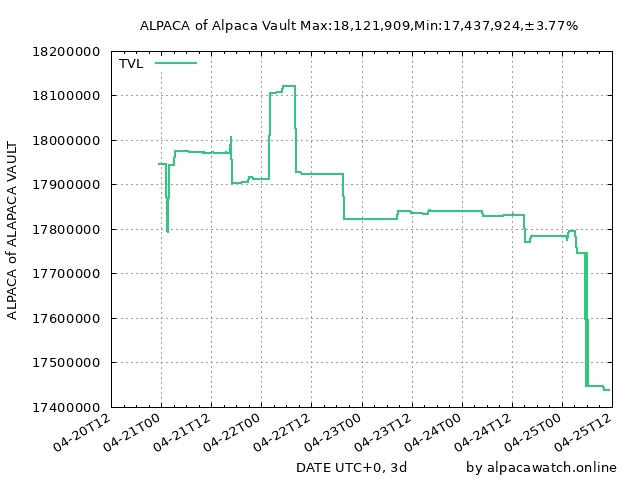 ALPACA of Alpaca Vault Max:18,121,909,Min:17,437,924,±3.77%
TVL
ALPACA of ALAPACA VAULT
18200000
18100000
18000000
17900000
17800000
17700000
17600000
17500000
17400000
04-20T12
04-21T00
04-21T12
04-22T00
04-22T12
04-23T00
04-23T12
04-24T00
04-24T12
04-25T00
04-25T12
DATE UTC+0, 3d
by alpacawatch.online